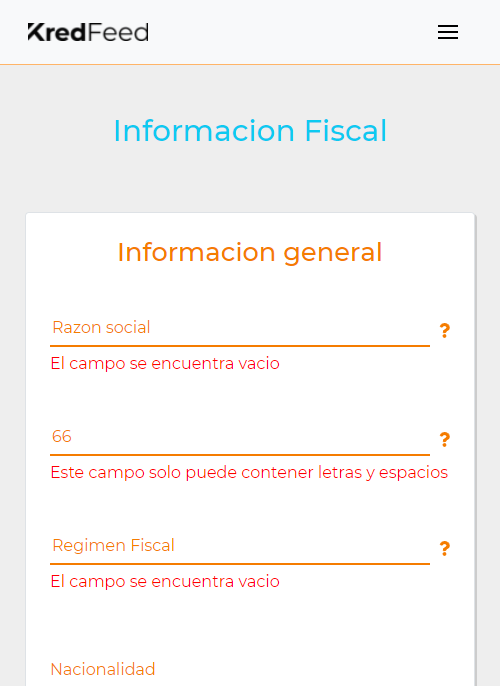 KredFeed
Informacion Fiscal
Informacion general
Razon social
?
El campo se encuentra vacio
66
?
Este campo solo puede contener letras y espacios
Regimen Fiscal
?
El campo se encuentra vacio
Nacionalidad